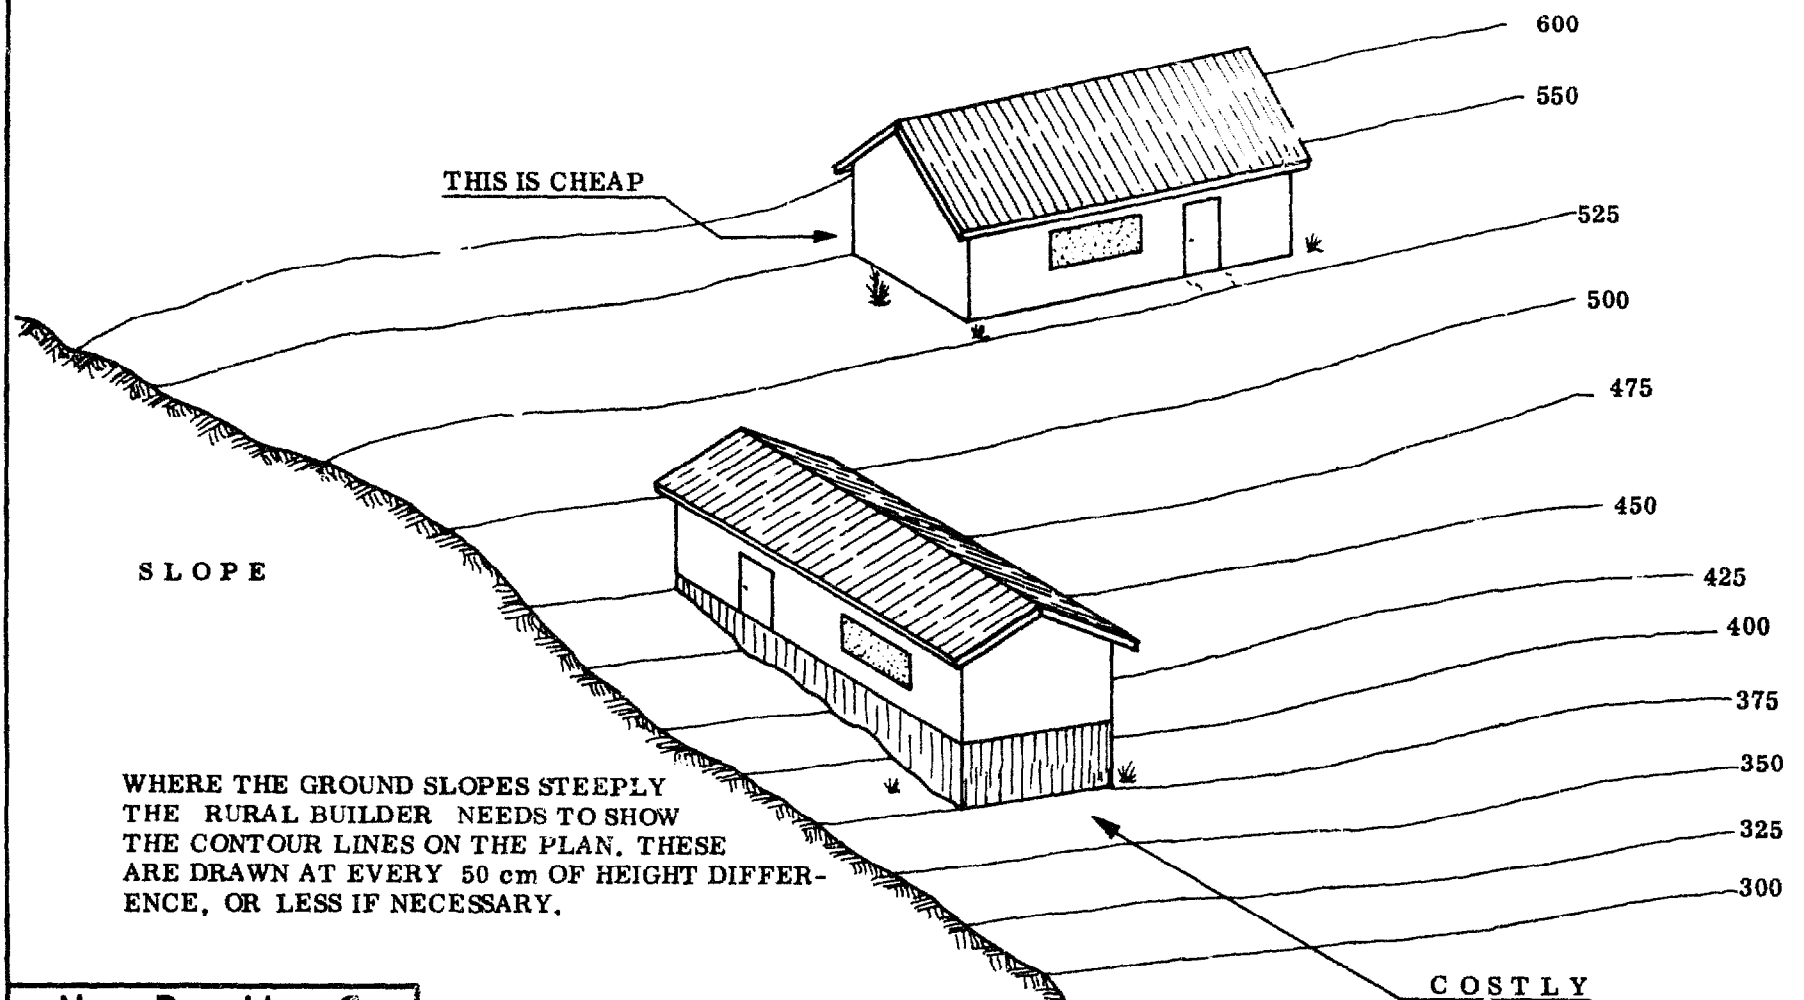 600
550
THIS IS CHEAP
525
500
475
450
SLOPE
425
400
375
WHERE THE GROUND SLOPES STEEPLY
THE RURAL BUILDER NEEDS TO SHOW
THE CONTOUR LINES ON THE PLAN. THESE
ARE DRAWN AT EVERY 50 cm OF HEIGHT DIFFER-
ENCE, OR LESS IF NECESSARY.
350
325
300
COSTLY